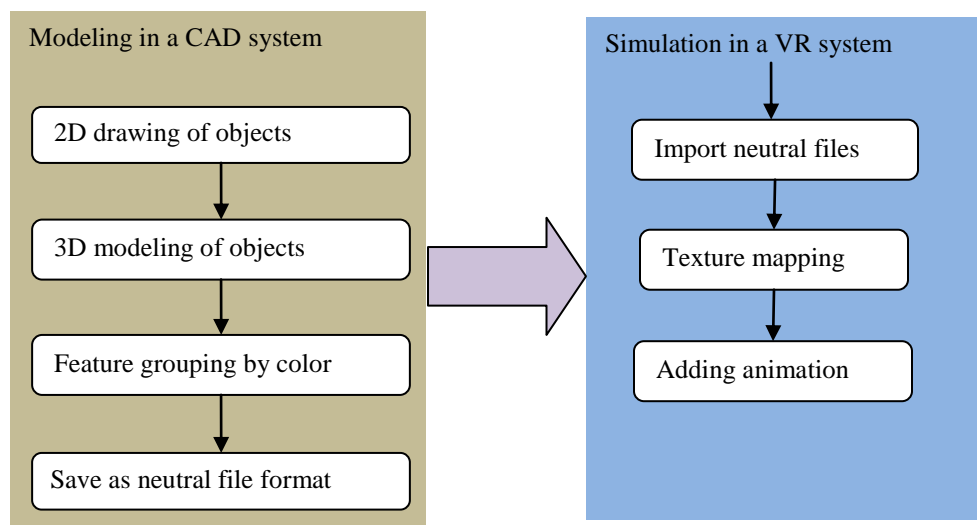 Modeling in a CAD system
2D drawing of objects
3D modeling of objects
Feature grouping by color
Save as neutral file format
Simulation in a VR system
Import neutral files
Texture mapping
Adding animation